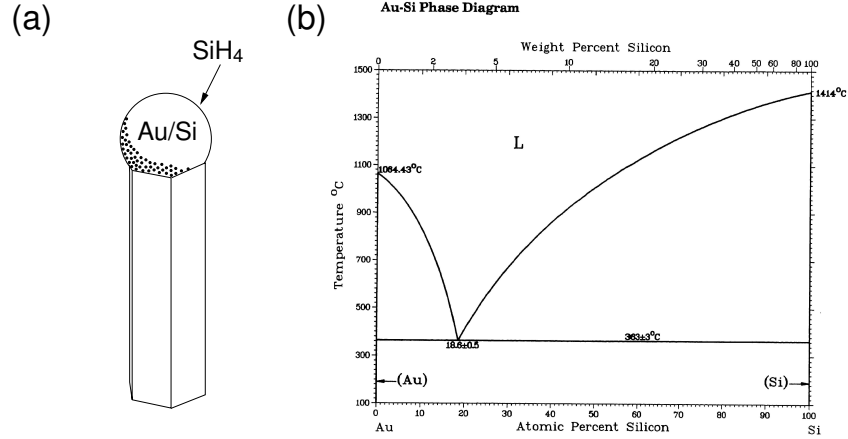 (a)
SiH4
Au/Si
(b)
Au-Si Phase Diagram
Weight Percent Silicon
0 2 5 10 20 30 40 50 60 80 100
1500
1300
1100
900
700
500
300
100
Temperature °C
1414°C
L
1064.43°C
363±3°C
18.6±0.5
(Au)
(Si)
0 10 20 30 40 50 60 70 80 90 100
Au Atomic Percent Silicon Si